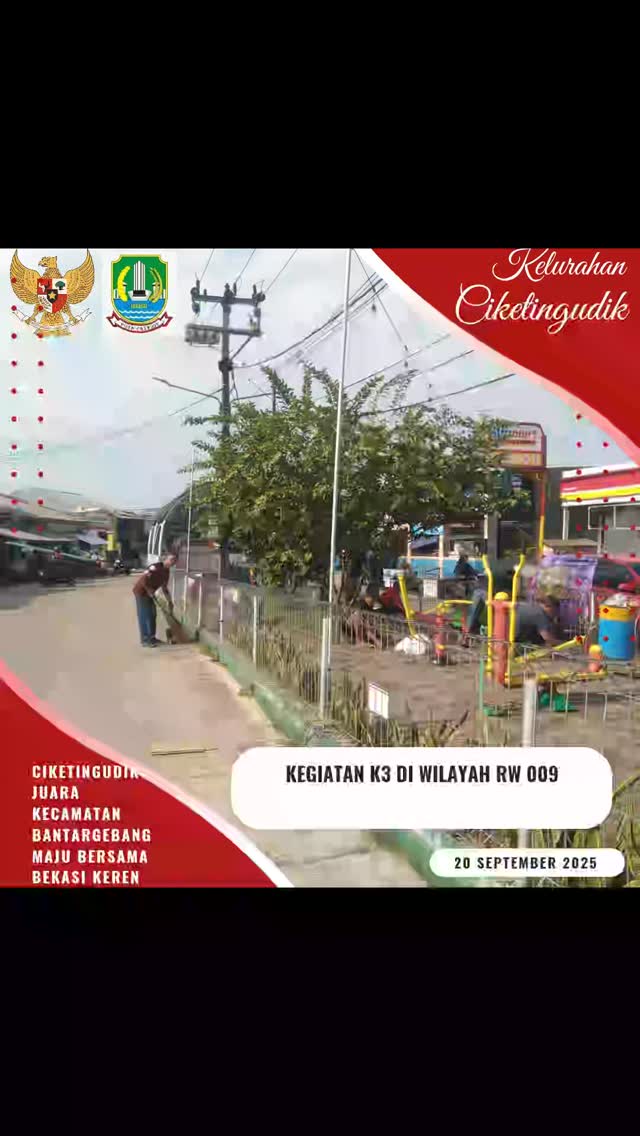 Kelurahan
Ciketingudik
KEGIATAN K3 DI WILAYAH RW 009
20 SEPTEMBER 2025
CIKETINGUDIK
JUARA
KECAMATAN
BANTARGEBANG
MAJU BERSAMA
BEKASI KEREN